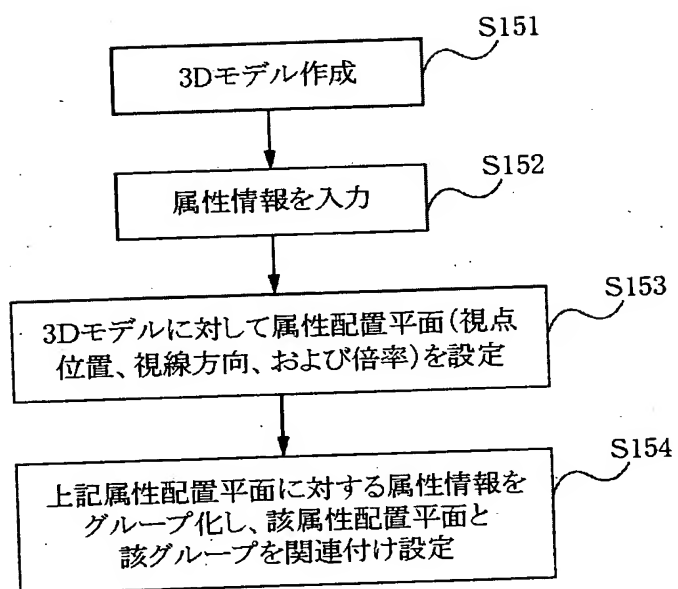 S151
3Dモデル作成
S152
属性情報を入力
S153
3Dモデルに対して属性配置平面(視点
位置、視線方向、および倍率)を設定
S154
上記属性配置平面に対する属性情報を
グループ化し、該属性配置平面と
該グループを関連付け設定